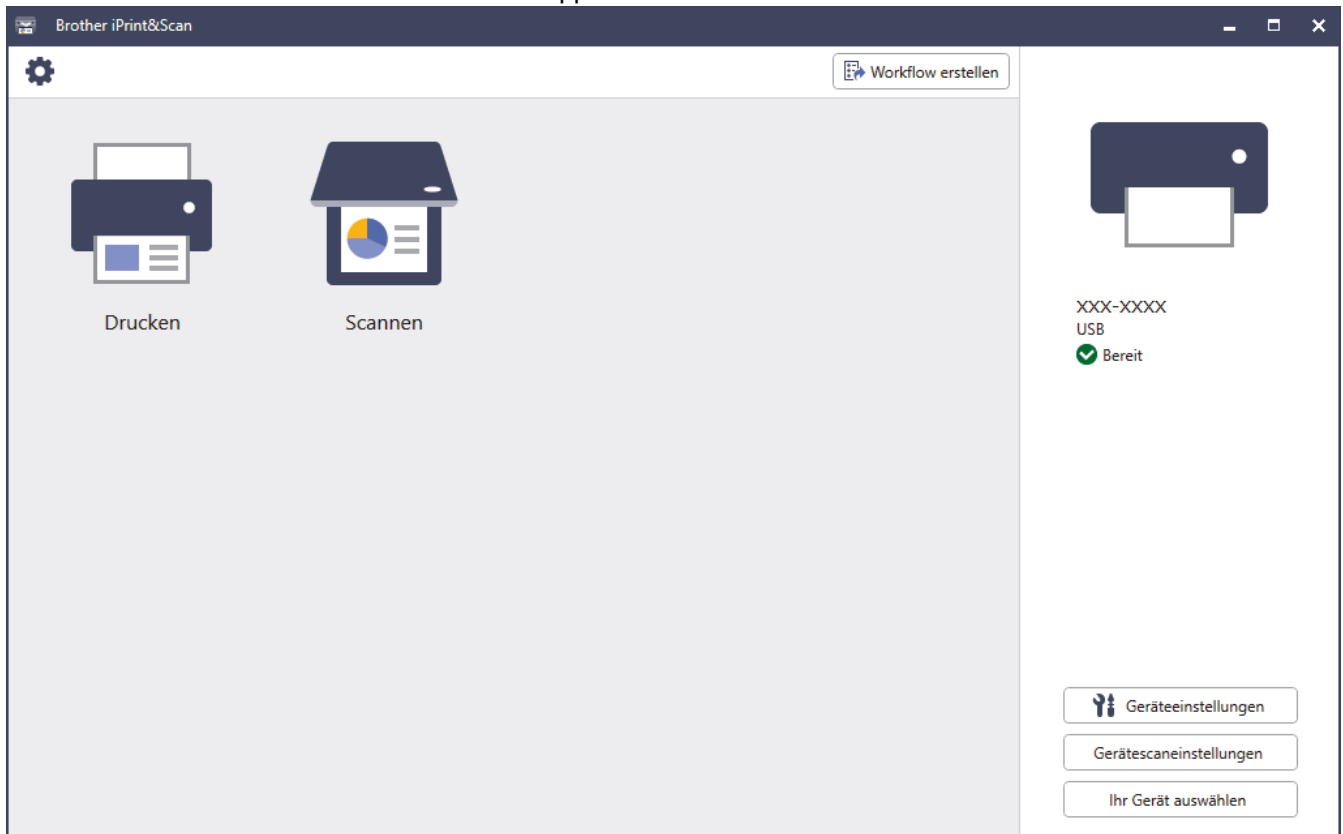 Brother iPrint&Scan
Workflow erstellen
Drucken
Scannen
XXX-XXXX
USB
Bereit
Geräteeinstellungen
Gerätescaneinstellungen
Ihr Gerät auswählen